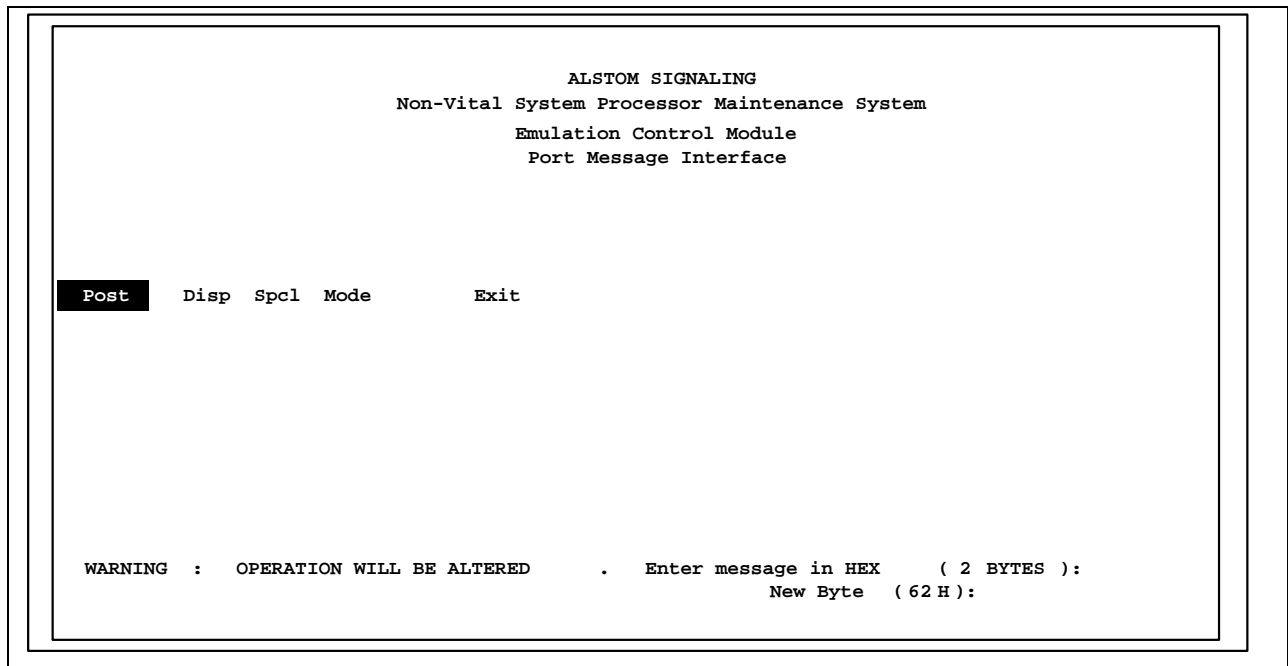 ALSTOM SIGNALING
Non-Vital System Processor Maintenance System
Emulation Control Module
Port Message Interface
Post Disp Spcl Mode Exit
WARNING : OPERATION WILL BE ALTERED . Enter message in HEX ( 2 BYTES ):
New Byte ( 62 H ):